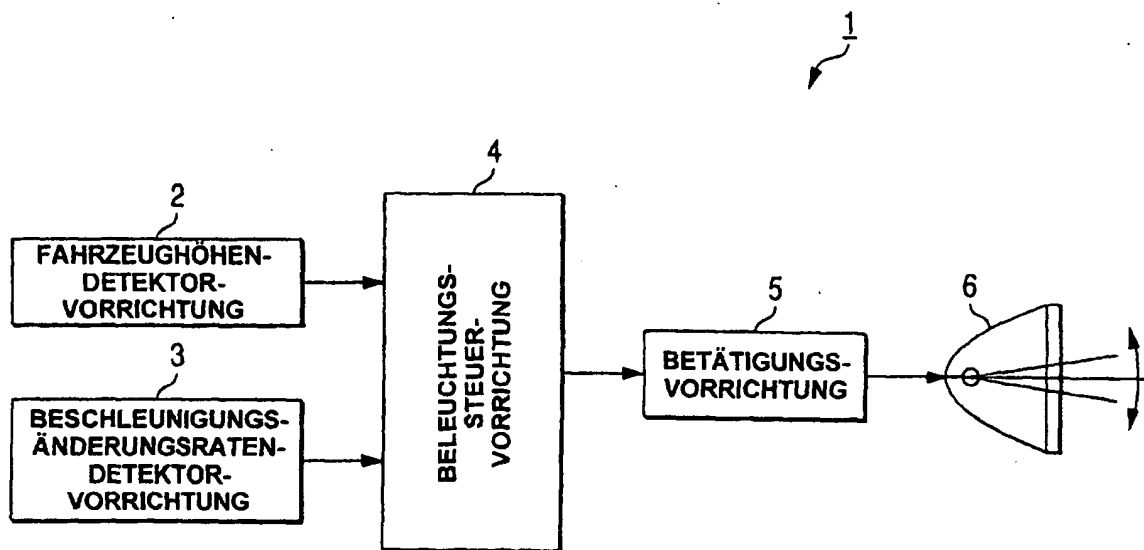 1
4
2
FAHRZEUGHÖHEN-
DETEKTOR-
VORRICHTUNG
3
BESCHLEUNIGUNGS-
ÄNDERUNGSRATEN-
DETEKTOR-
VORRICHTUNG
BELEUCHTUNGS-
STEUER-
VORRICHTUNG
5
BETÄTIGUNGS-
VORRICHTUNG
6